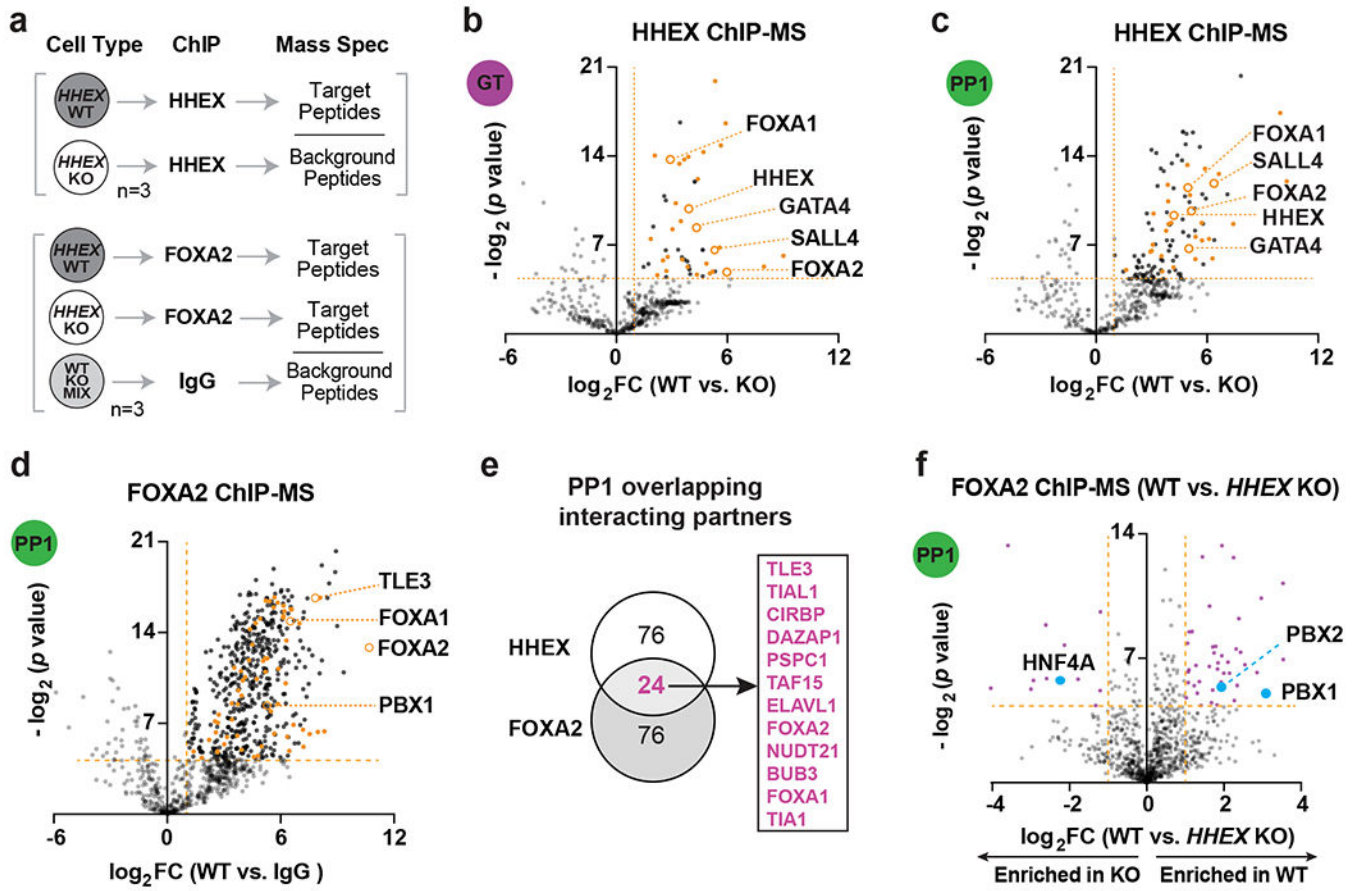 a
Cell Type
ChIP
Mass Spec
HHEX
WT
HHEX
Target
Peptides
HHEX
KO
n=3
HHEX
Background
Peptides
HHEX
WT
FOXA2
Target
Peptides
HHEX
KO
FOXA2
Target
Peptides
WT
KO
MIX
n=3
IgG
Background
Peptides
b
HHEX ChIP-MS
GT
- log2 (p value)
21
14
7
-6
0
6
12
FOXA1
HHEX
GATA4
SALL4
FOXA2
log2FC (WT vs. KO)
c
HHEX ChIP-MS
PP1
- log2 (p value)
21
14
7
-6
0
6
12
FOXA1
SALL4
FOXA2
HHEX
GATA4
log2FC (WT vs. KO)
d
FOXA2 ChIP-MS
PP1
- log2 (p value)
21
14
7
-6
0
6
12
TLE3
FOXA1
FOXA2
PBX1
log2FC (WT vs. IgG )
e
PP1 overlapping
interacting partners
HHEX
FOXA2
76
24
76
TLE3
TIAL1
CIRBP
DAZAP1
PSPC1
TAF15
ELAVL1
FOXA2
NUDT21
BUB3
FOXA1
TIA1
f
FOXA2 ChIP-MS (WT vs. HHEX KO)
PP1
- log2 (p value)
14
7
-4
-2
0
2
4
HNF4A
PBX2
PBX1
log2FC (WT vs. HHEX KO)
Enriched in KO
Enriched in WT